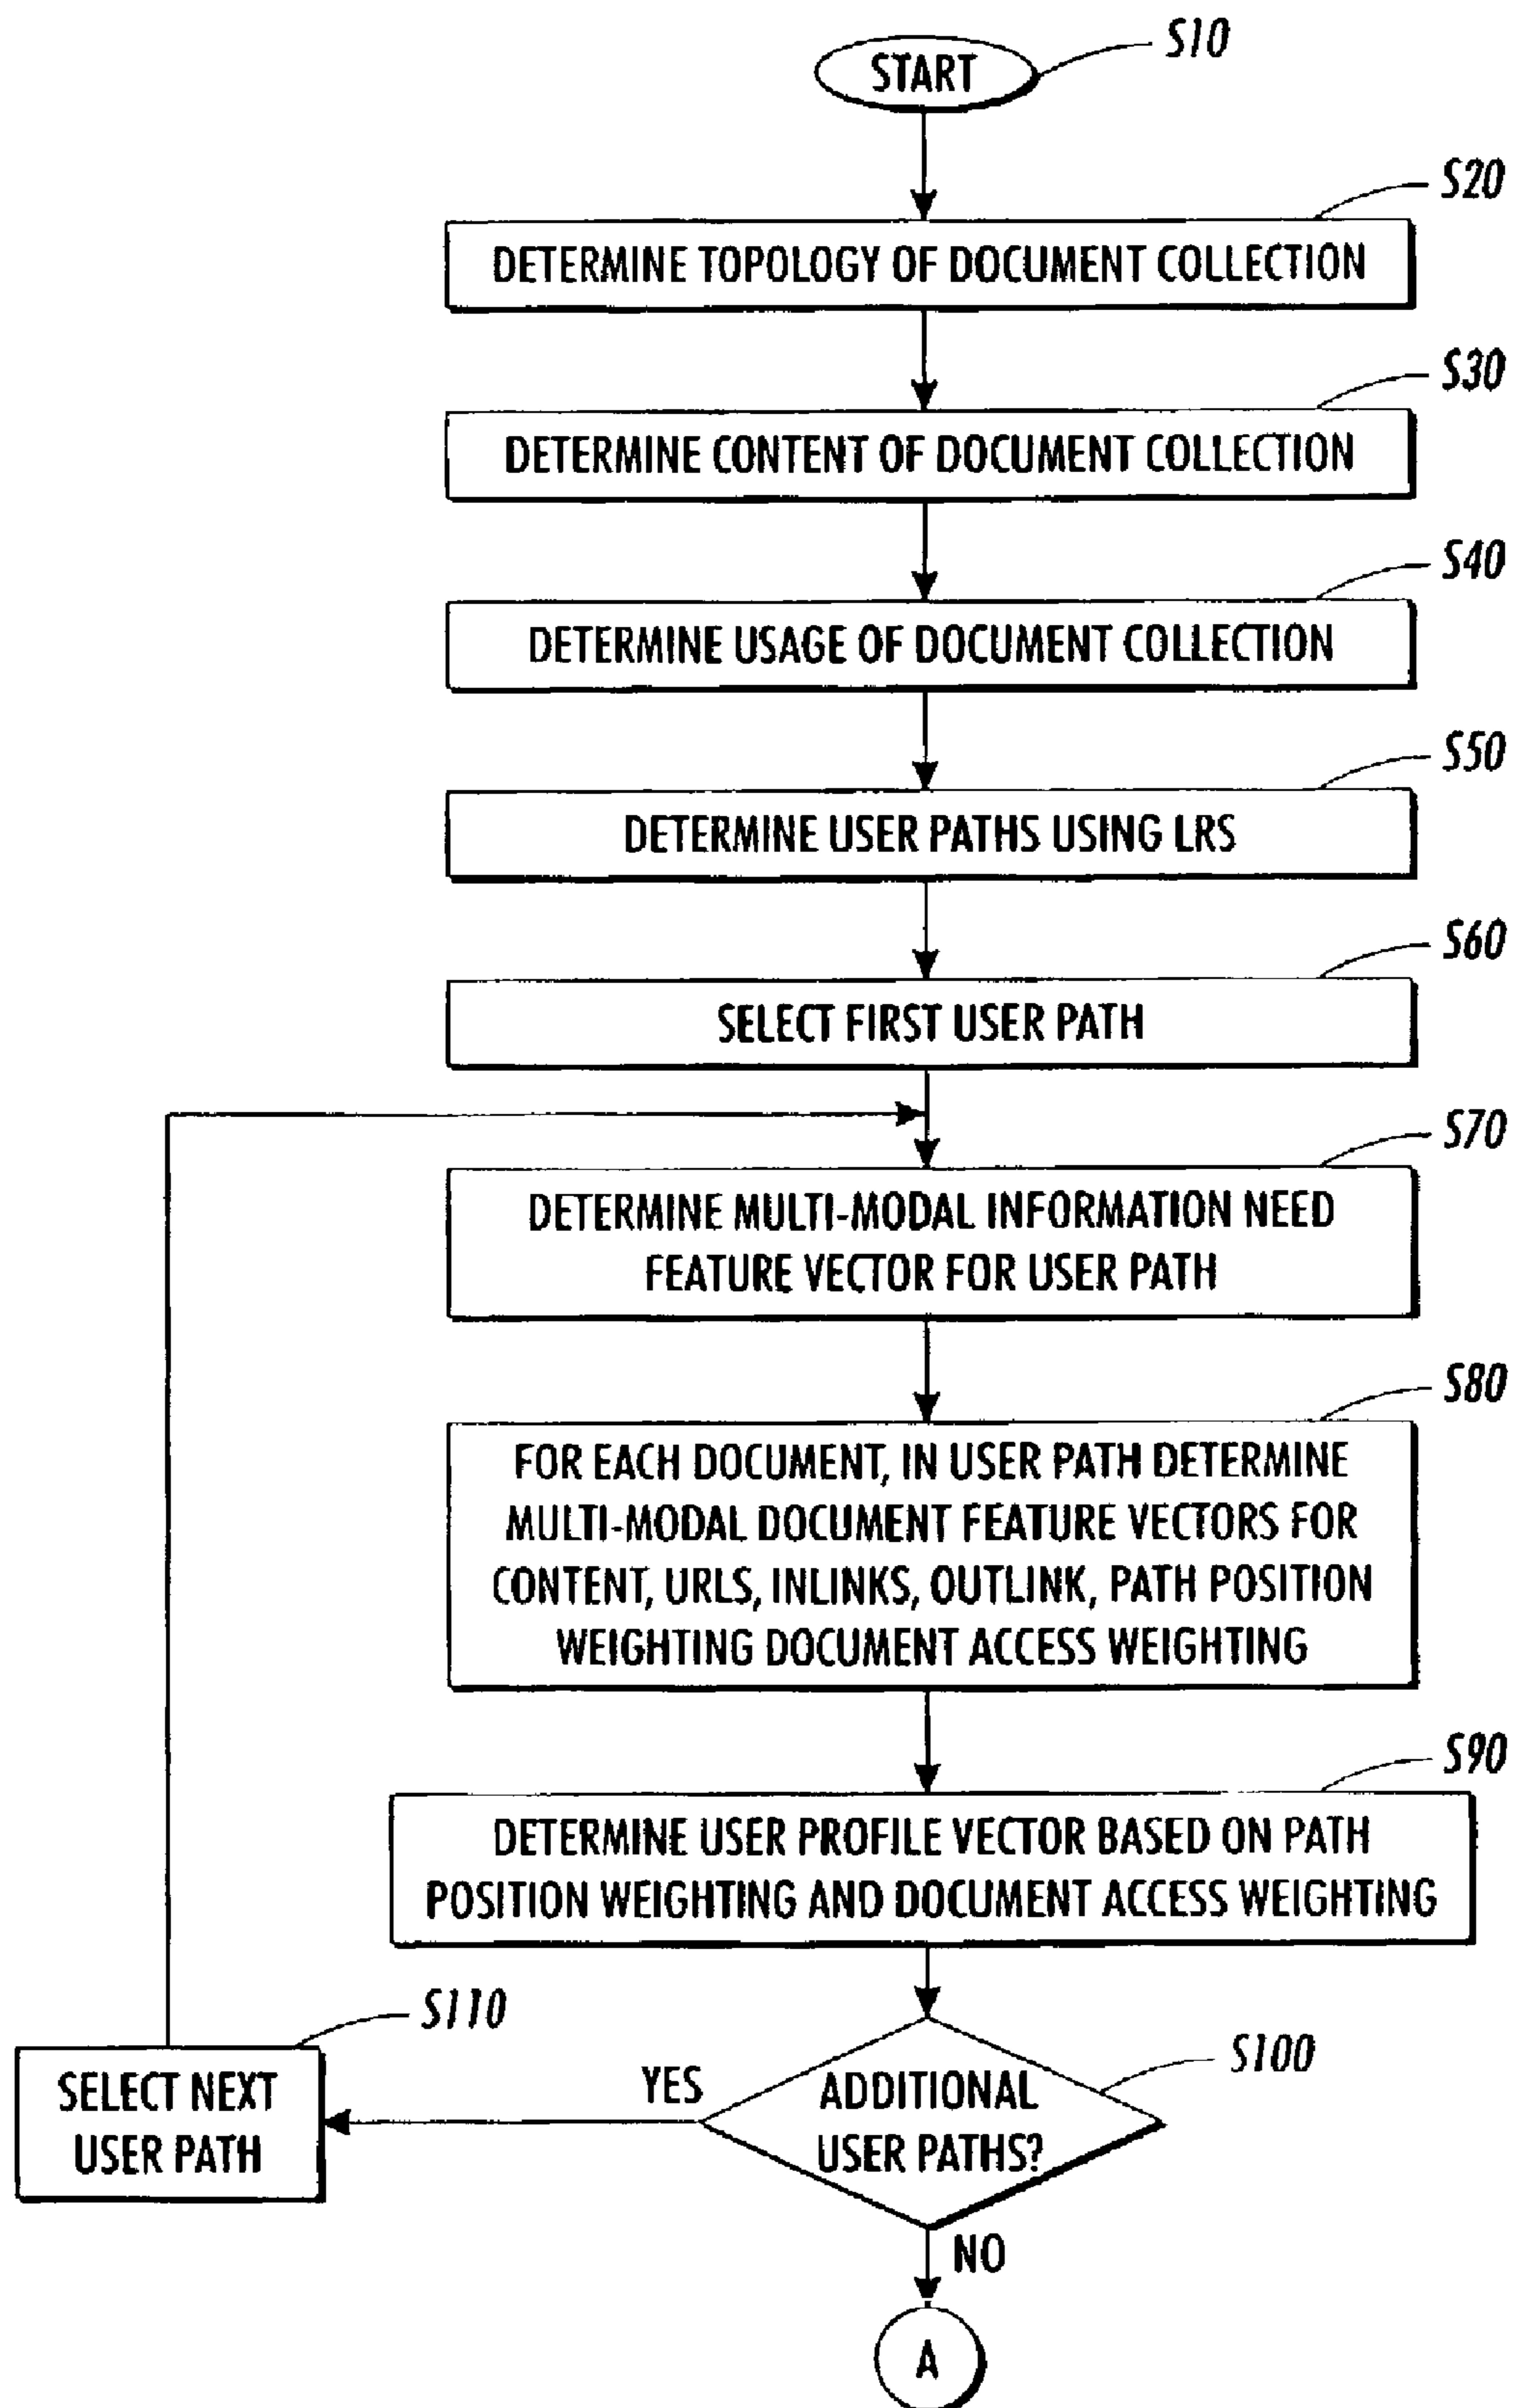 START
S10
S20
DETERMINE TOPOLOGY OF DOCUMENT COLLECTION
S30
DETERMINE CONTENT OF DOCUMENT COLLECTION
S40
DETERMINE USAGE OF DOCUMENT COLLECTION
S50
DETERMINE USER PATHS USING LRS
S60
SELECT FIRST USER PATH
S70
DETERMINE MULTI-MODAL INFORMATION NEED
FEATURE VECTOR FOR USER PATH
S80
FOR EACH DOCUMENT, IN USER PATH DETERMINE
MULTI-MODAL DOCUMENT FEATURE VECTORS FOR
CONTENT, URLS, INLINKS, OUTLINK, PATH POSITION
WEIGHTING DOCUMENT ACCESS WEIGHTING
S90
DETERMINE USER PROFILE VECTOR BASED ON PATH
POSITION WEIGHTING AND DOCUMENT ACCESS WEIGHTING
S110
SELECT NEXT
USER PATH
YES
S100
ADDITIONAL
USER PATHS?
NO
A